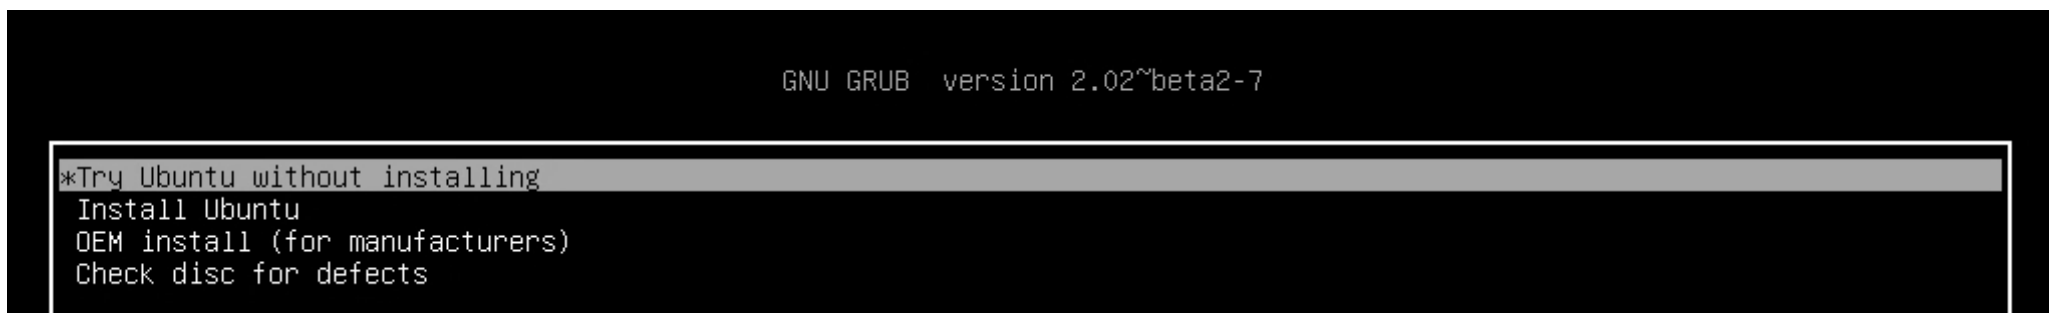 GNU GRUB  version 2.02~beta2-7
*Try Ubuntu without installing
Install Ubuntu
OEM install (for manufacturers)
Check disc for defects